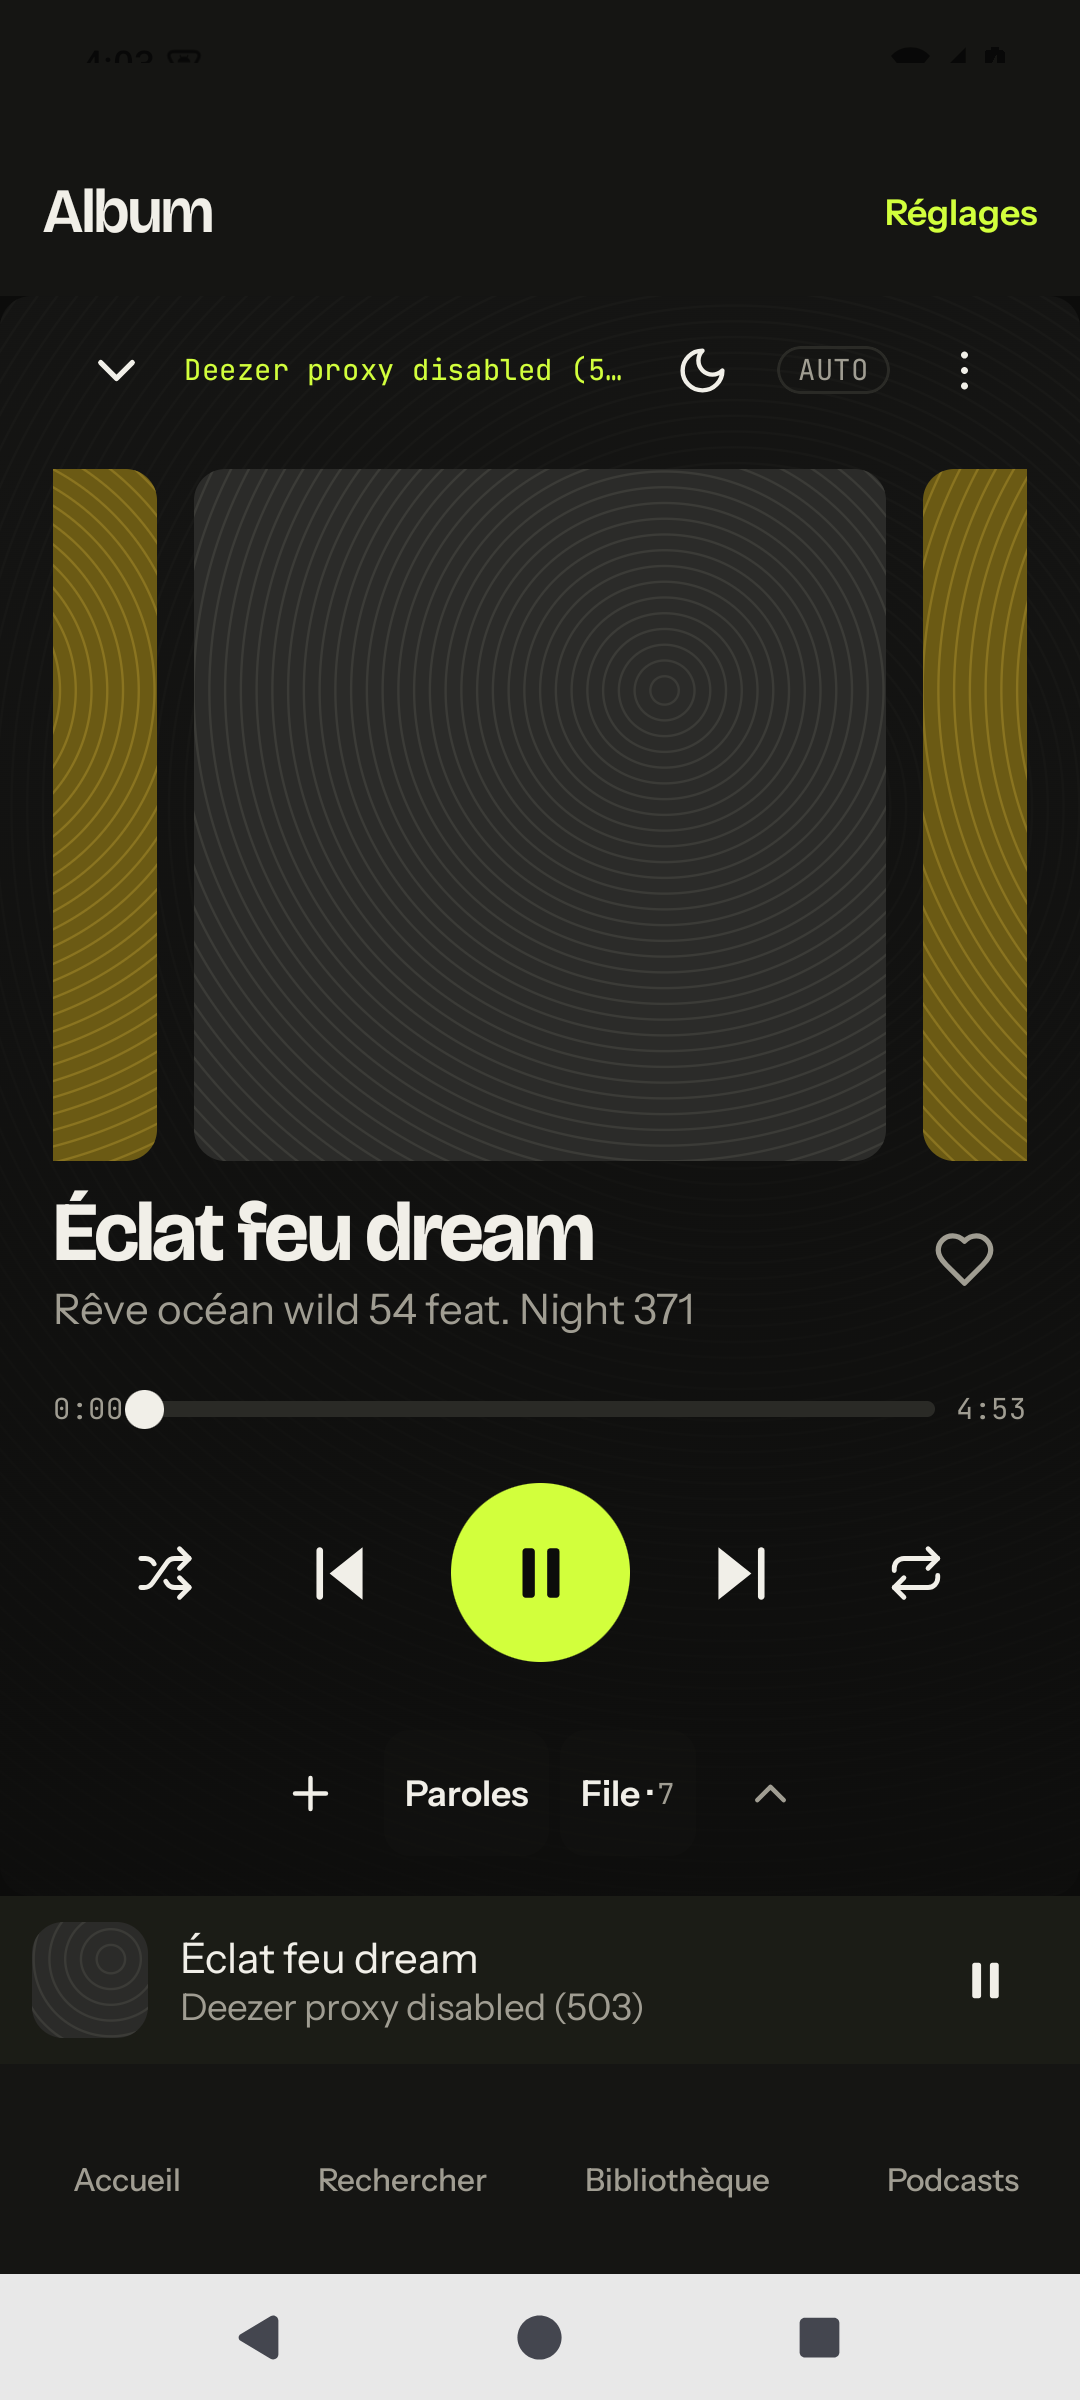 Album
Réglages
Deezer proxy disabled (5…
AUTO
Éclat feu dream
Rêve océan wild 54 feat. Night 371
0:00
4:53
Paroles
File · 7
Éclat feu dream
Deezer proxy disabled (503)
Accueil
Rechercher
Bibliothèque
Podcasts